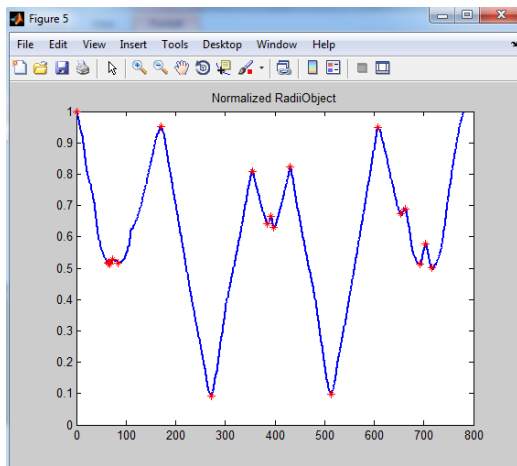 Figure 5
File Edit View Insert Tools Desktop Window Help
Normalized RadiiObject
1
0.9
0.8
0.7
0.6
0.5
0.4
0.3
0.2
0.1
0
0 100 200 300 400 500 600 700 800